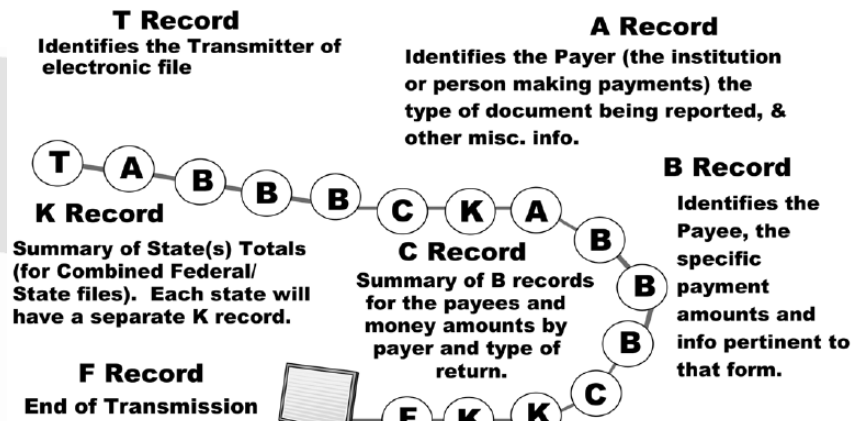 T Record
Identifies the Transmitter of
electronic file
A Record
Identifies the Payer (the institution
or person making payments) the
type of document being reported, &
other misc. info.
T A B B B C K A B B B C K K F
B Record
Identifies the
Payee, the
specific
payment
amounts and
info pertinent to
that form.
K Record
Summary of State(s) Totals
(for Combined Federal/
State files). Each state will
have a separate K record.
C Record
Summary of B records
for the payees and
money amounts by
payer and type of
return.
F Record
End of Transmission